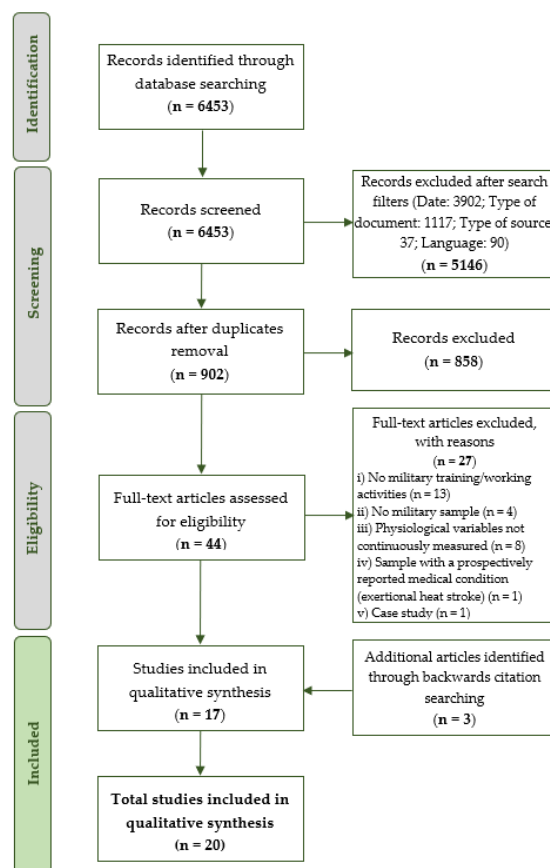 Identification
Records identified through
database searching
(n = 6453)
Screening
Records screened
(n = 6453)
Records excluded after search
filters (Date: 3902; Type of
document: 1117; Type of source
37; Language: 90)
(n = 5146)
Records after duplicates
removal
(n = 902)
Records excluded
(n = 858)
Eligibility
Full-text articles assessed
for eligibility
(n = 44)
Full-text articles excluded,
with reasons
(n = 27)
i) No military training/working
activities (n = 13)
ii) No military sample (n = 4)
iii) Physiological variables not
continuously measured (n = 8)
iv) Sample with a prospectively
reported medical condition
(exertional heat stroke) (n = 1)
v) Case study (n = 1)
Included
Studies included in
qualitative synthesis
(n = 17)
Additional articles identified
through backwards citation
searching
(n = 3)
Total studies included in
qualitative synthesis
(n = 20)